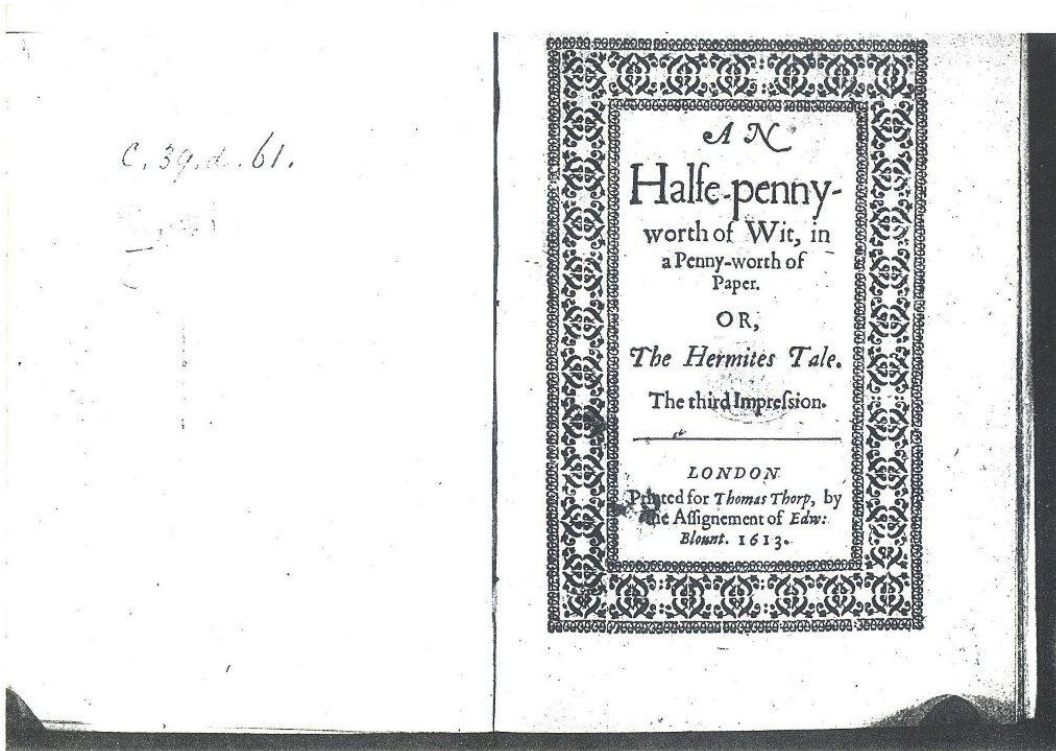 C.39.d.61.
AN
Halfe-penny-
worth of Wit, in
a Penny-worth of
Paper.
OR,
The Hermites Tale.
The third Impreſsion.
LONDON
Printed for Thomas Thorp, by
the Aſſignement of Edw:
Blount. 1613.